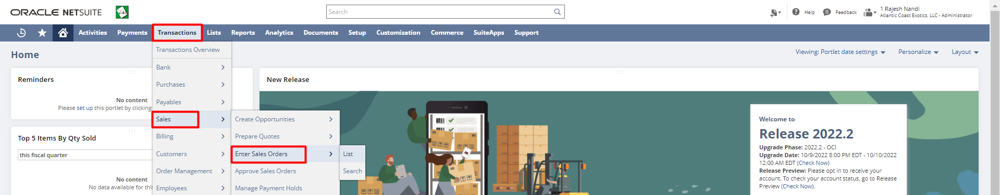 ORACLE NETSUITE
Search
Help
Feedback
1 Rajesh Nandi
Atlantic Coast Exotics, LLC - Administrator
Activities Payments Transactions Lists Reports Analytics Documents Setup Customization Commerce SuiteApps Support
Home
Viewing: Portlet date settings
Personalize
Layout
Transactions Overview
Bank
Purchases
Payables
Sales
Billing
Customers
Order Management
Employees
Create Opportunities
Prepare Quotes
Enter Sales Orders
Approve Sales Orders
Manage Payment Holds
List
Search
Reminders
No content
Please set up this portlet by clicking
Top 5 Items By Qty Sold
this fiscal quarter
No content
No data available for this
New Release
Welcome to
Release 2022.2
Upgrade Phase: 2022.2 - OCI
Upgrade Date: 10/9/2022 8:00 PM EDT - 10/10/2022
12:00 AM EDT (Check Now)
Release Preview: Please opt in to receive your
account. To check your account status, go to Release
Preview (Check Now).